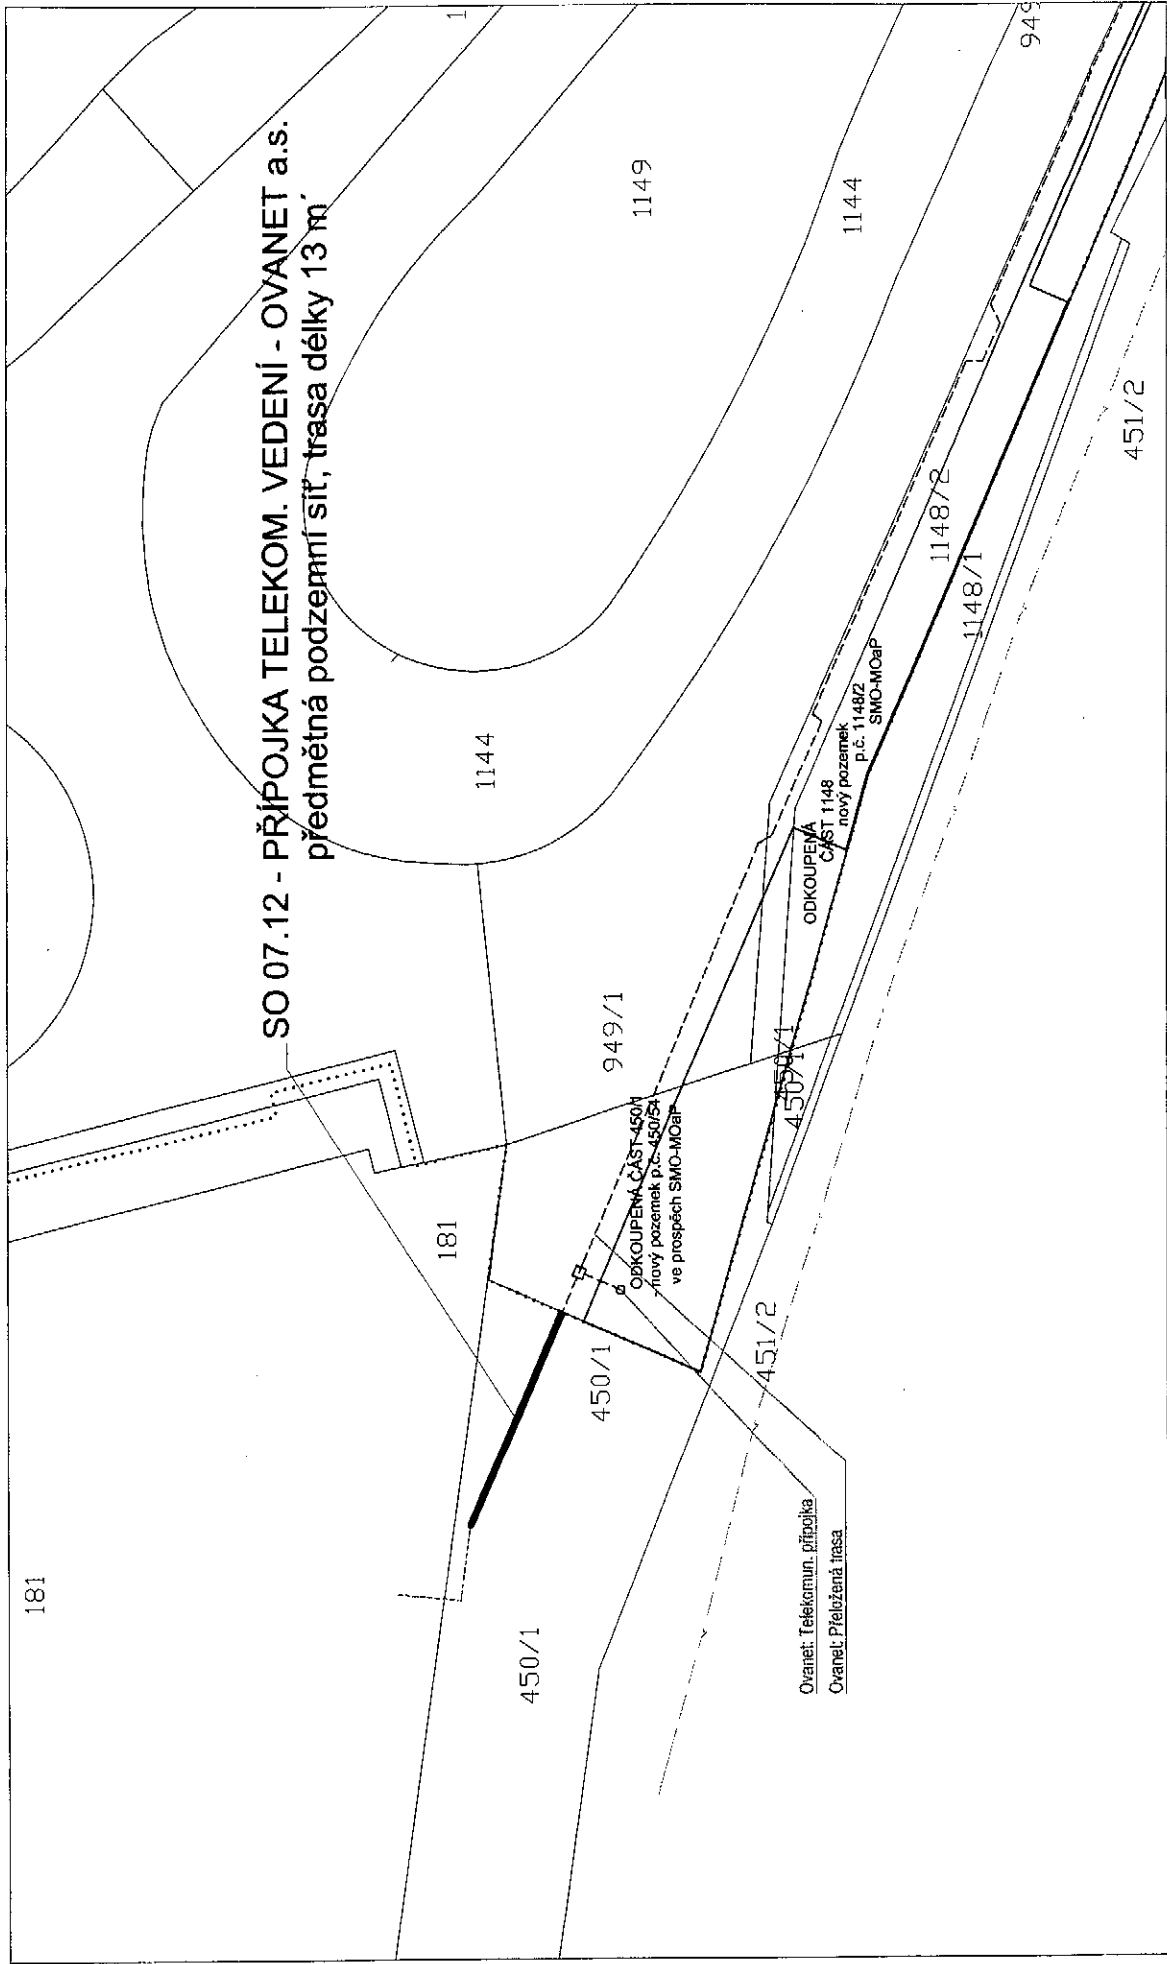 SO 07.12 - PŘÍPOJKA TELEKOM. VEDENÍ - OVANET a.s.
předmětná podzemní síť, trasa délky 13 m
181
181
450/1
450/1
1144
1149
1144
949/1
949
1
ODKOUPENÁ ČÁST 450/1
nový pozemek p.č. 450/54
ve prospěch SMO-MOaP
450/1
450/1
ODKOUPENÁ
ČÁST 1148
nový pozemek
p.č. 1148/2
SMO-MOaP
1148/2
1148/1
451/2
451/2
Ovanet: Telekomun. přípojka
Ovanet: Přeložená trasa